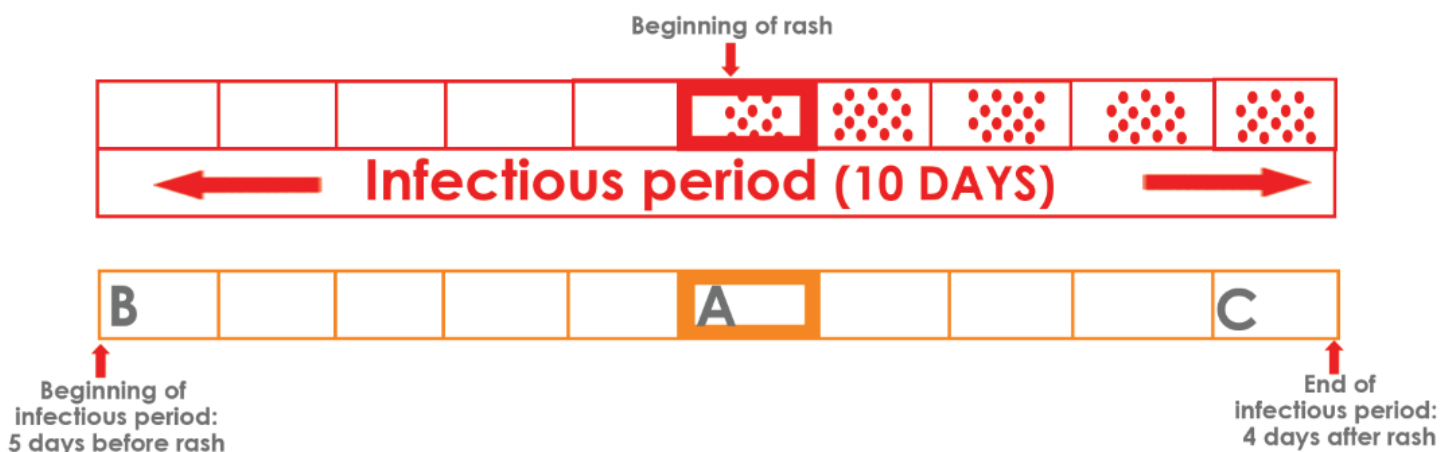 Beginning of rash
Infectious period (10 DAYS)
B
A
C
Beginning of
infectious period:
5 days before rash
End of
infectious period:
4 days after rash